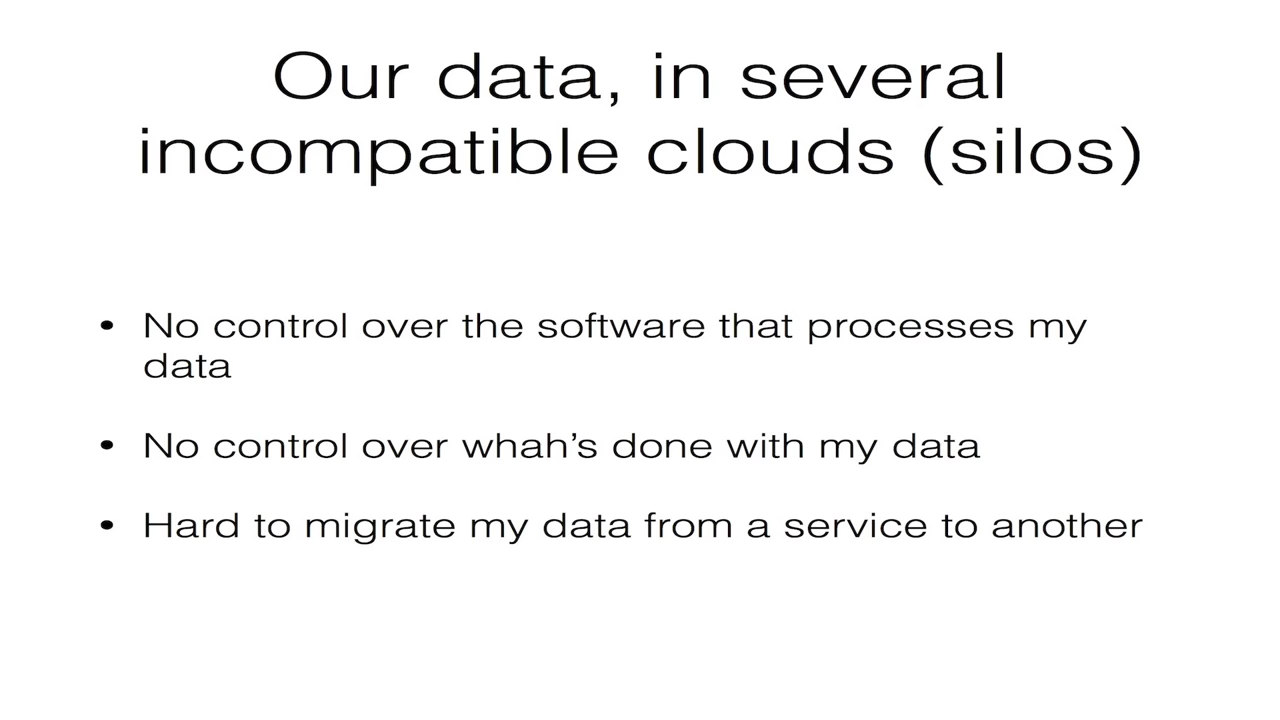 Our data, in several
incompatible clouds (silos)
• No control over the software that processes my
data
• No control over whah’s done with my data
• Hard to migrate my data from a service to another